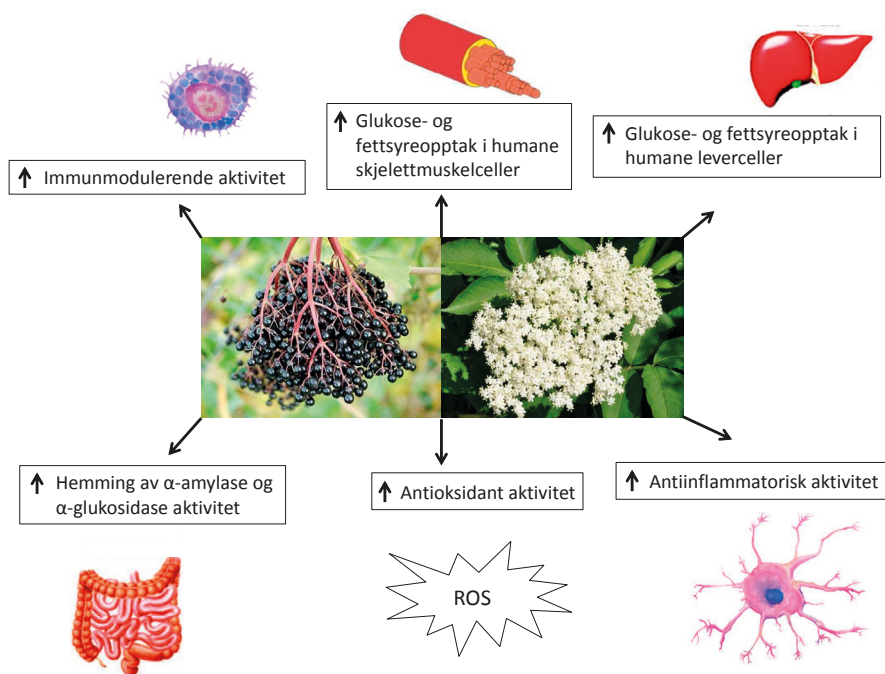 ↑ Immunmodulerende aktivitet
↑ Glukose- og
fettsyreopptak i humane
skjelettmuskelceller
↑ Glukose- og fettsyreopptak i
humane leverceller
↑ Hemming av α-amylase og
α-glukosidase aktivitet
↑ Antioksidant aktivitet
↑ Antiinflammatorisk aktivitet
ROS